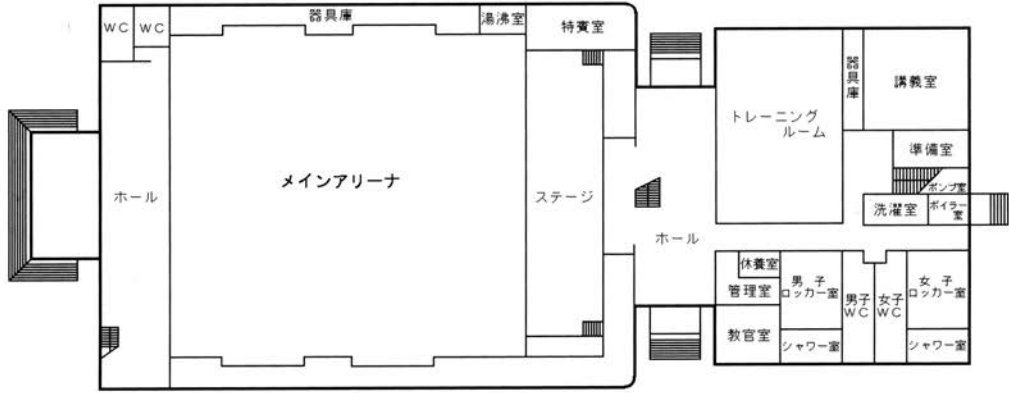 WC
WC
器具庫
湯沸室
特賓室
ホール
メインアリーナ
ステージ
ホール
トレーニング
ルーム
器具庫
講義室
準備室
ポンプ室
洗濯室
ボイラー
室
休養室
管理室
教官室
男子
ロッカー室
シャワー室
男子
WC
女子
WC
女子
ロッカー室
シャワー室